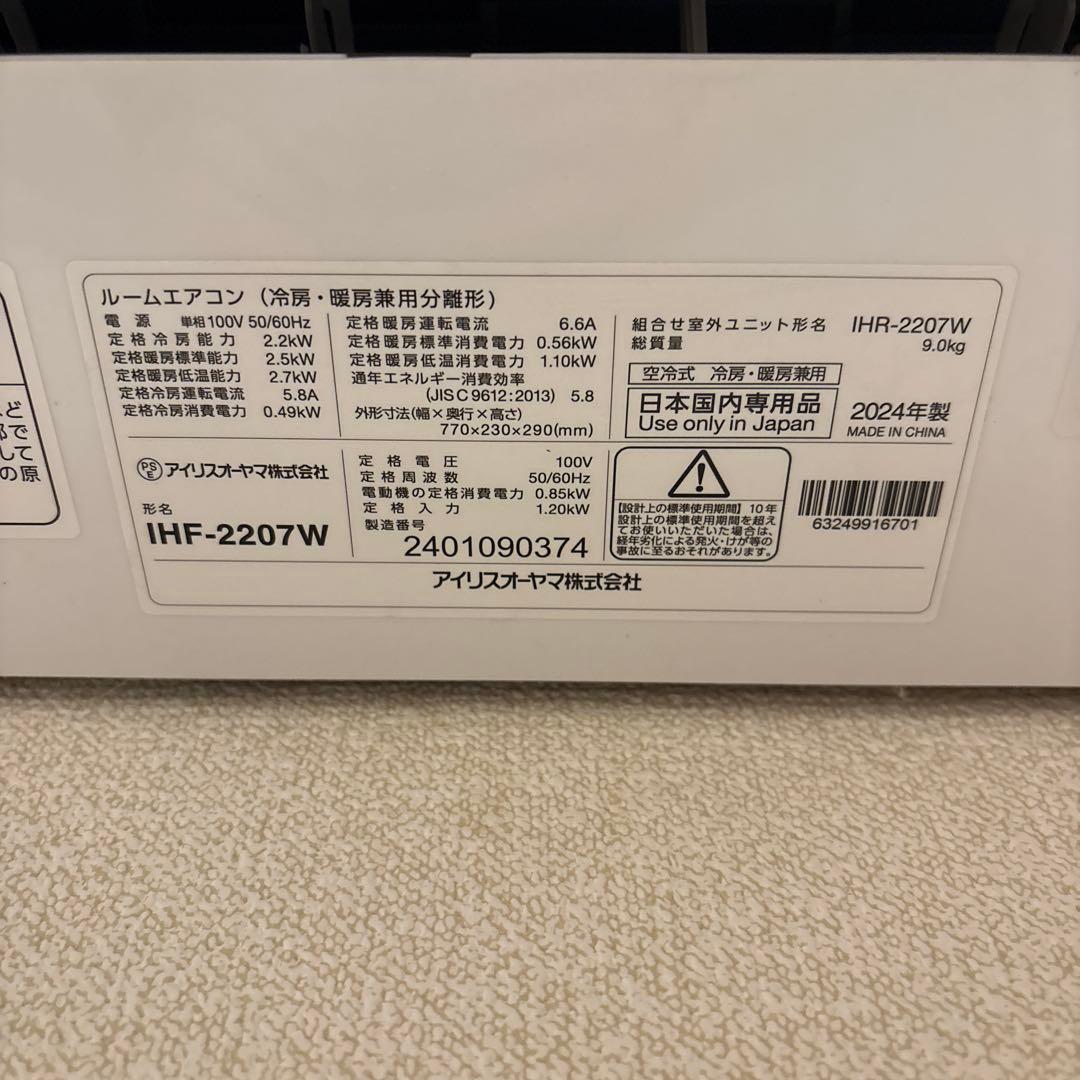 ルームエアコン（冷房・暖房兼用分離形）
電源 単相100V 50/60Hz
定格冷房能力 2.2kW
定格暖房標準能力 2.5kW
定格暖房低温能力 2.7kW
定格冷房運転電流 5.8A
定格冷房消費電力 0.49kW
定格暖房運転電流 6.6A
定格暖房標準消費電力 0.56kW
定格暖房低温消費電力 1.10kW
通年エネルギー消費効率
(JIS C 9612:2013) 5.8
外形寸法(幅×奥行×高さ)
770×230×290(mm)
組合せ室外ユニット形名 IHR-2207W
総質量 9.0kg
空冷式 冷房・暖房兼用
日本国内専用品
Use only in Japan
2024年製
MADE IN CHINA
PSE アイリスオーヤマ株式会社
形名
IHF-2207W
定格電圧 100V
定格周波数 50/60Hz
電動機の定格消費電力 0.85kW
定格入力 1.20kW
製造番号
2401090374
【設計上の標準使用期間】10年
設計上の標準使用期間を超え
てお使いいただいた場合は、
経年劣化による発火・けが等の
事故に至るおそれがあります。
63249916701
アイリスオーヤマ株式会社
ど
部で
して
の原